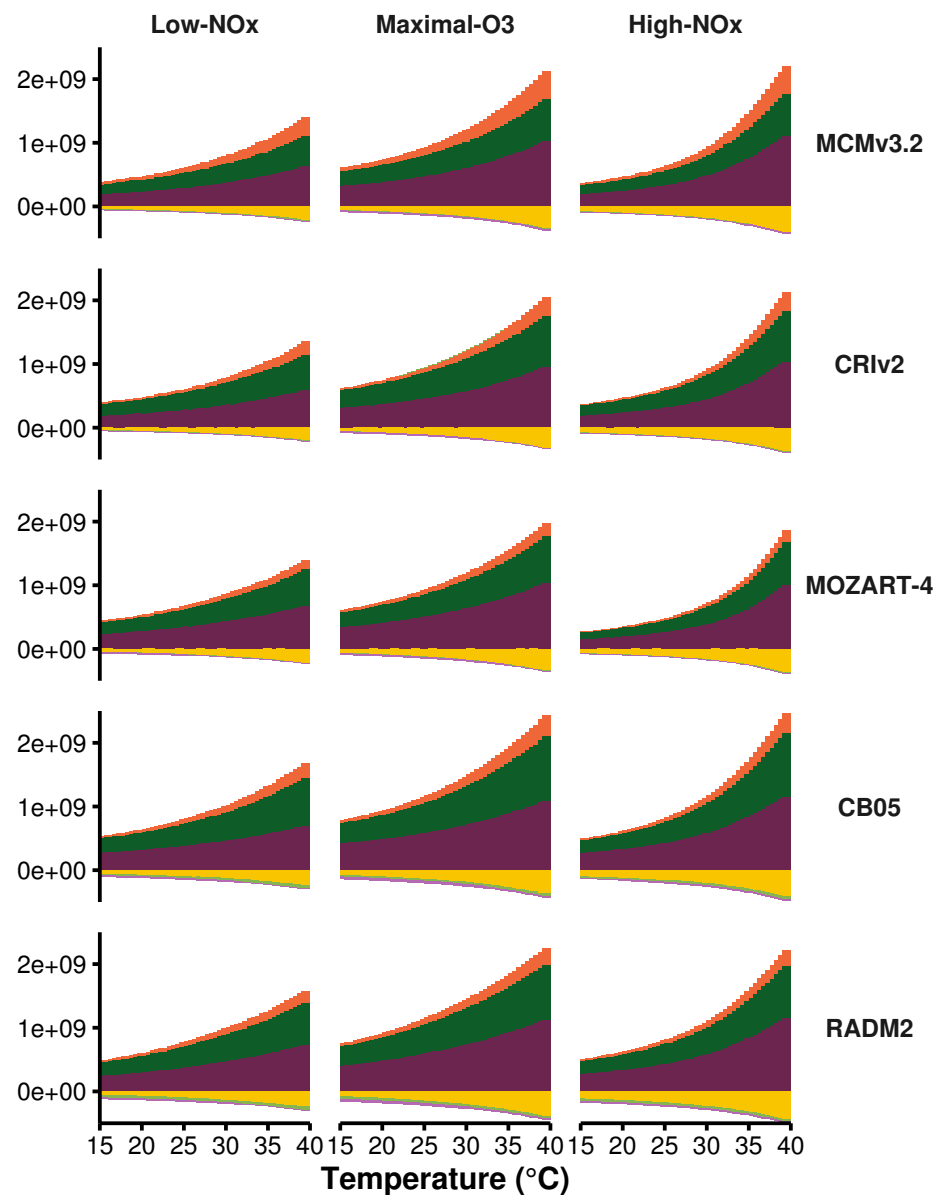 Low-NOx Maximal-O3 High-NOx
2e+09
1e+09
0e+00
MCMv3.2
2e+09
1e+09
0e+00
CRIv2
2e+09
1e+09
0e+00
MOZART-4
2e+09
1e+09
0e+00
CB05
2e+09
1e+09
0e+00
RADM2
15 20 25 30 35 40 15 20 25 30 35 40 15 20 25 30 35 40
Temperature (°C)